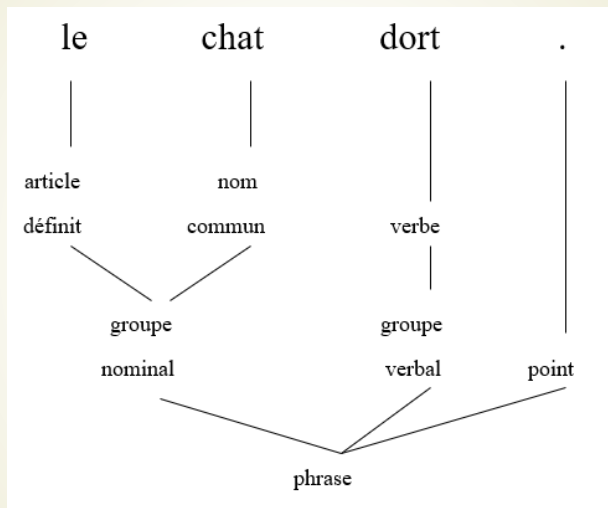 le chat dort .
article nom
définit commun verbe
groupe groupe
nominal verbal point
phrase